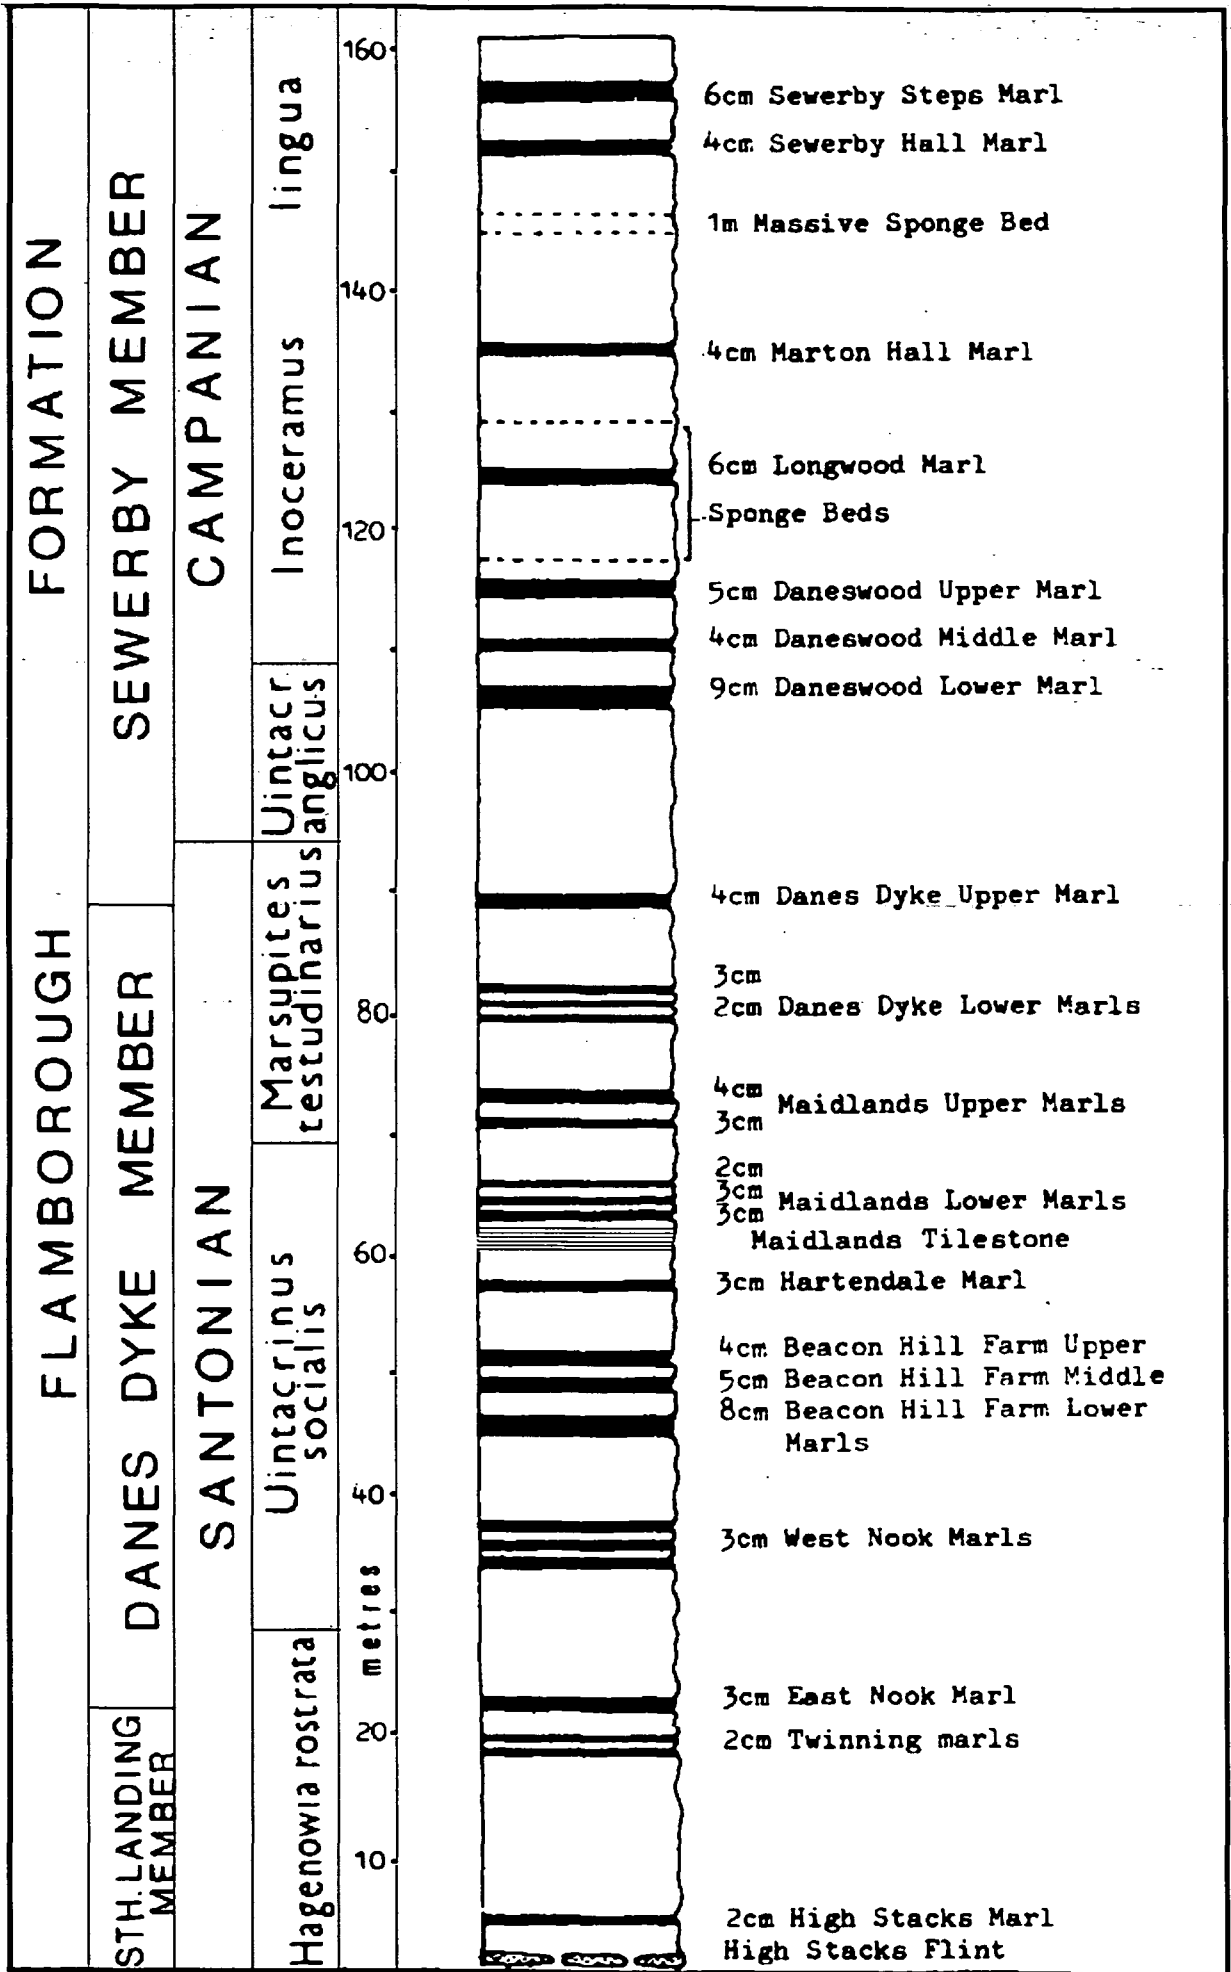 FLAMBOROUGH FORMATION
SEWERBY MEMBER
DANES DYKE MEMBER
STH. LANDING
MEMBER
CAMPANIAN
SANTONIAN
Inoceramus lingua
Uintacr.
anglicus
Marsupites
testudinarius
Uintacrinus
socialis
Hagenowia rostrata
160
140
120
100
80
60
40
metres
20
10
6cm Sewerby Steps Marl
4cm Sewerby Hall Marl
1m Massive Sponge Bed
4cm Marton Hall Marl
6cm Longwood Marl
Sponge Beds
5cm Daneswood Upper Marl
4cm Daneswood Middle Marl
9cm Daneswood Lower Marl
4cm Danes Dyke Upper Marl
3cm
2cm Danes Dyke Lower Marls
4cm
Maidlands Upper Marls
3cm
2cm
3cm
Maidlands Lower Marls
3cm
Maidlands Tilestone
3cm Hartendale Marl
4cm Beacon Hill Farm Upper
5cm Beacon Hill Farm Middle
8cm Beacon Hill Farm Lower
Marls
3cm West Nook Marls
3cm East Nook Marl
2cm Twinning marls
2cm High Stacks Marl
High Stacks Flint